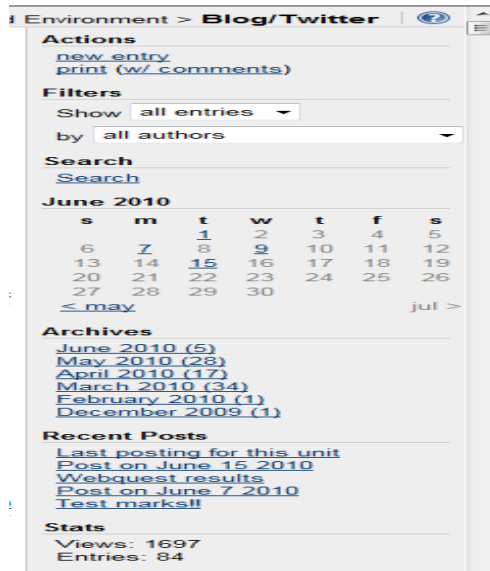 d Environment > Blog/Twitter
Actions
new entry
print (w/ comments)
Filters
Show all entries
by all authors
Search
Search
June 2010
s m t w t f s
1 2 3 4 5
6 7 8 9 10 11 12
13 14 15 16 17 18 19
20 21 22 23 24 25 26
27 28 29 30
< may jul >
Archives
June 2010 (5)
May 2010 (28)
April 2010 (17)
March 2010 (34)
February 2010 (1)
December 2009 (1)
Recent Posts
Last posting for this unit
Post on June 15 2010
Webquest results
Post on June 7 2010
Test marks!!
Stats
Views: 1697
Entries: 84